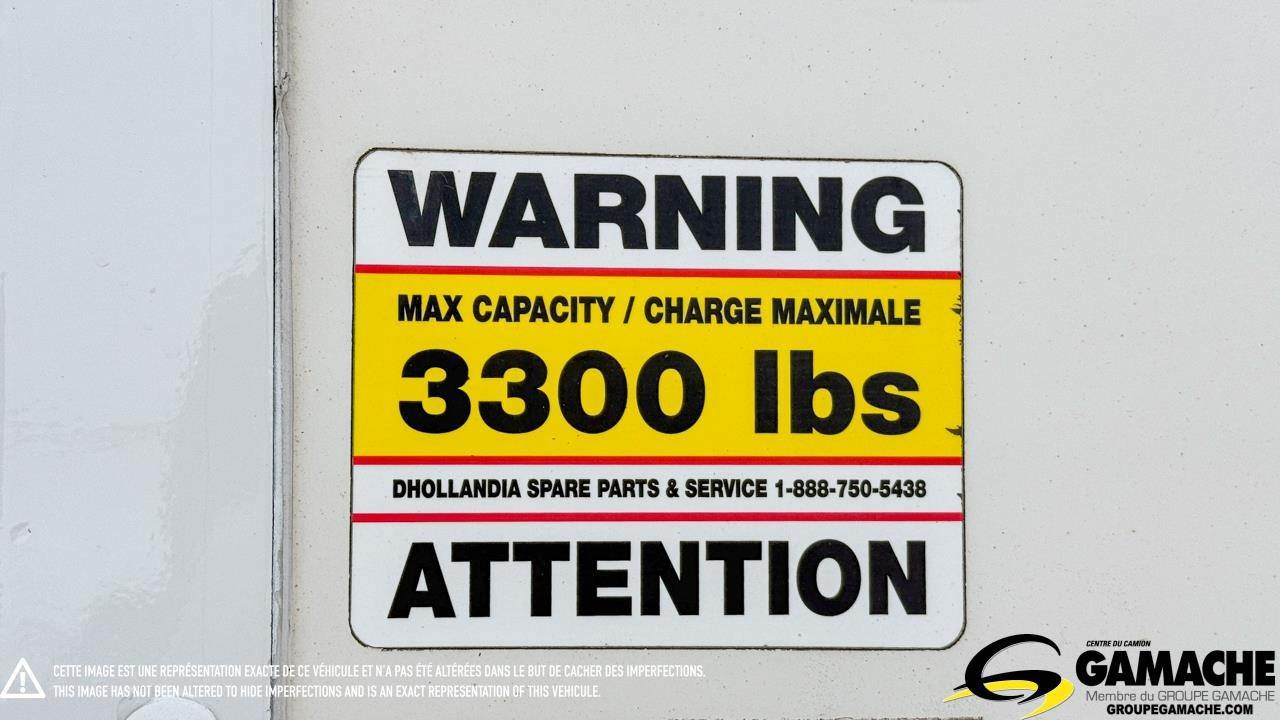 WARNING
MAX CAPACITY / CHARGE MAXIMALE
3300 lbs
DHOLLANDIA SPARE PARTS & SERVICE 1-888-750-5438
ATTENTION
CETTE IMAGE EST UNE REPRÉSENTATION EXACTE DE CE VÉHICULE ET N'A PAS ÉTÉ ALTÉRÉES DANS LE BUT DE CACHER DES IMPERFECTIONS.
THIS IMAGE HAS NOT BEEN ALTERED TO HIDE IMPERFECTIONS AND IS AN EXACT REPRESENTATION OF THIS VEHICULE.
CENTRE DU CAMION
GAMACHE
Membre du GROUPE GAMACHE
GROUPEGAMACHE.COM